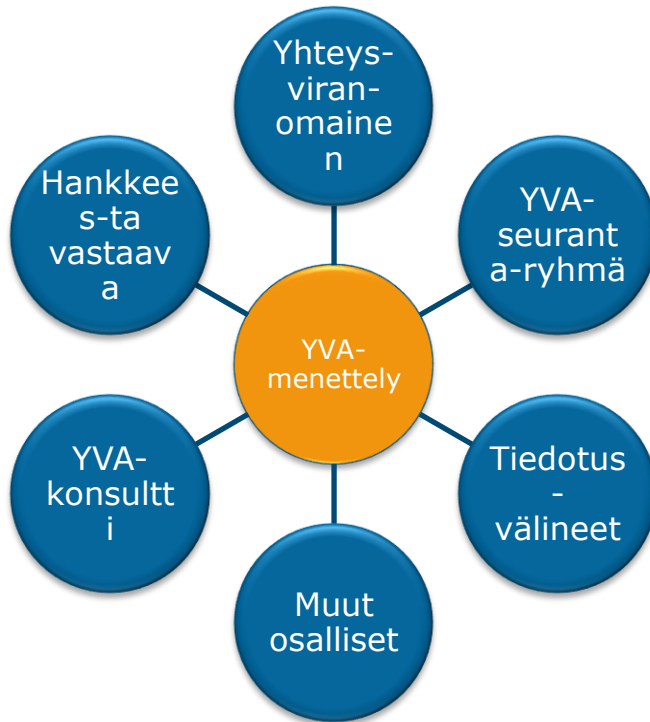 Yhteys-
viran-
omaine
n
Hankkee
s-ta
vastaav
a
YVA-
seurant
a-ryhmä
YVA-
menettely
YVA-
konsultt
i
Tiedotus
-
välineet
Muut
osalliset